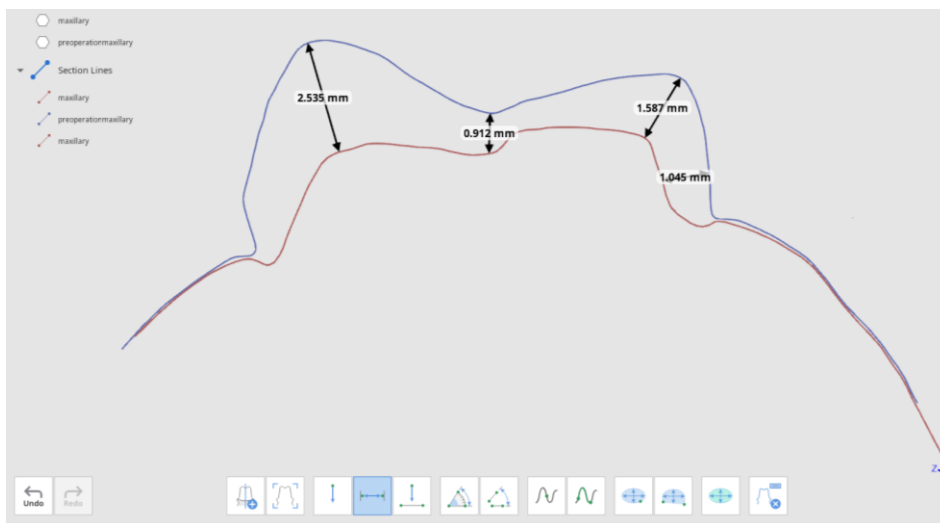 maxillary
preoperationmaxillary
Section Lines
maxillary
preoperationmaxillary
maxillary
2.535 mm
0.912 mm
1.587 mm
1.045 mm
Z
Undo
Redo